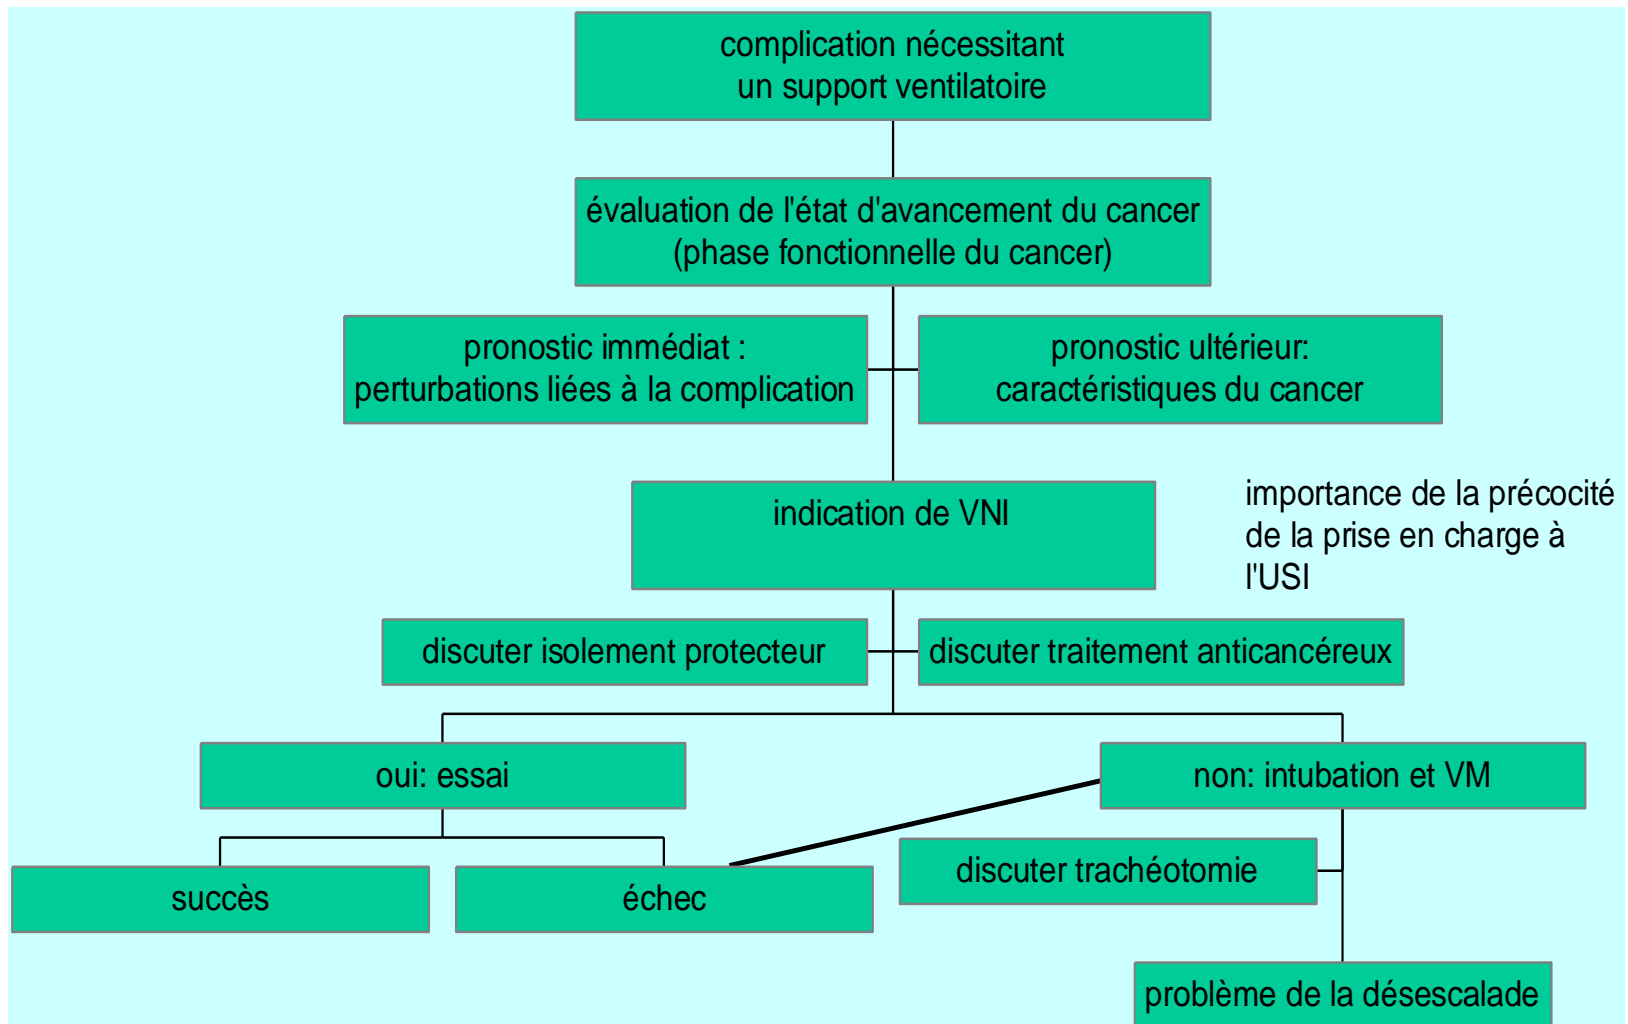 complication nécessitant
un support ventilatoire
évaluation de l'état d'avancement du cancer
(phase fonctionnelle du cancer)
pronostic immédiat :
perturbations liées à la complication
pronostic ultérieur:
caractéristiques du cancer
indication de VNI
importance de la précocité
de la prise en charge à
l'USI
discuter isolement protecteur
discuter traitement anticancéreux
oui: essai
non: intubation et VM
succès
échec
discuter trachéotomie
problème de la désescalade